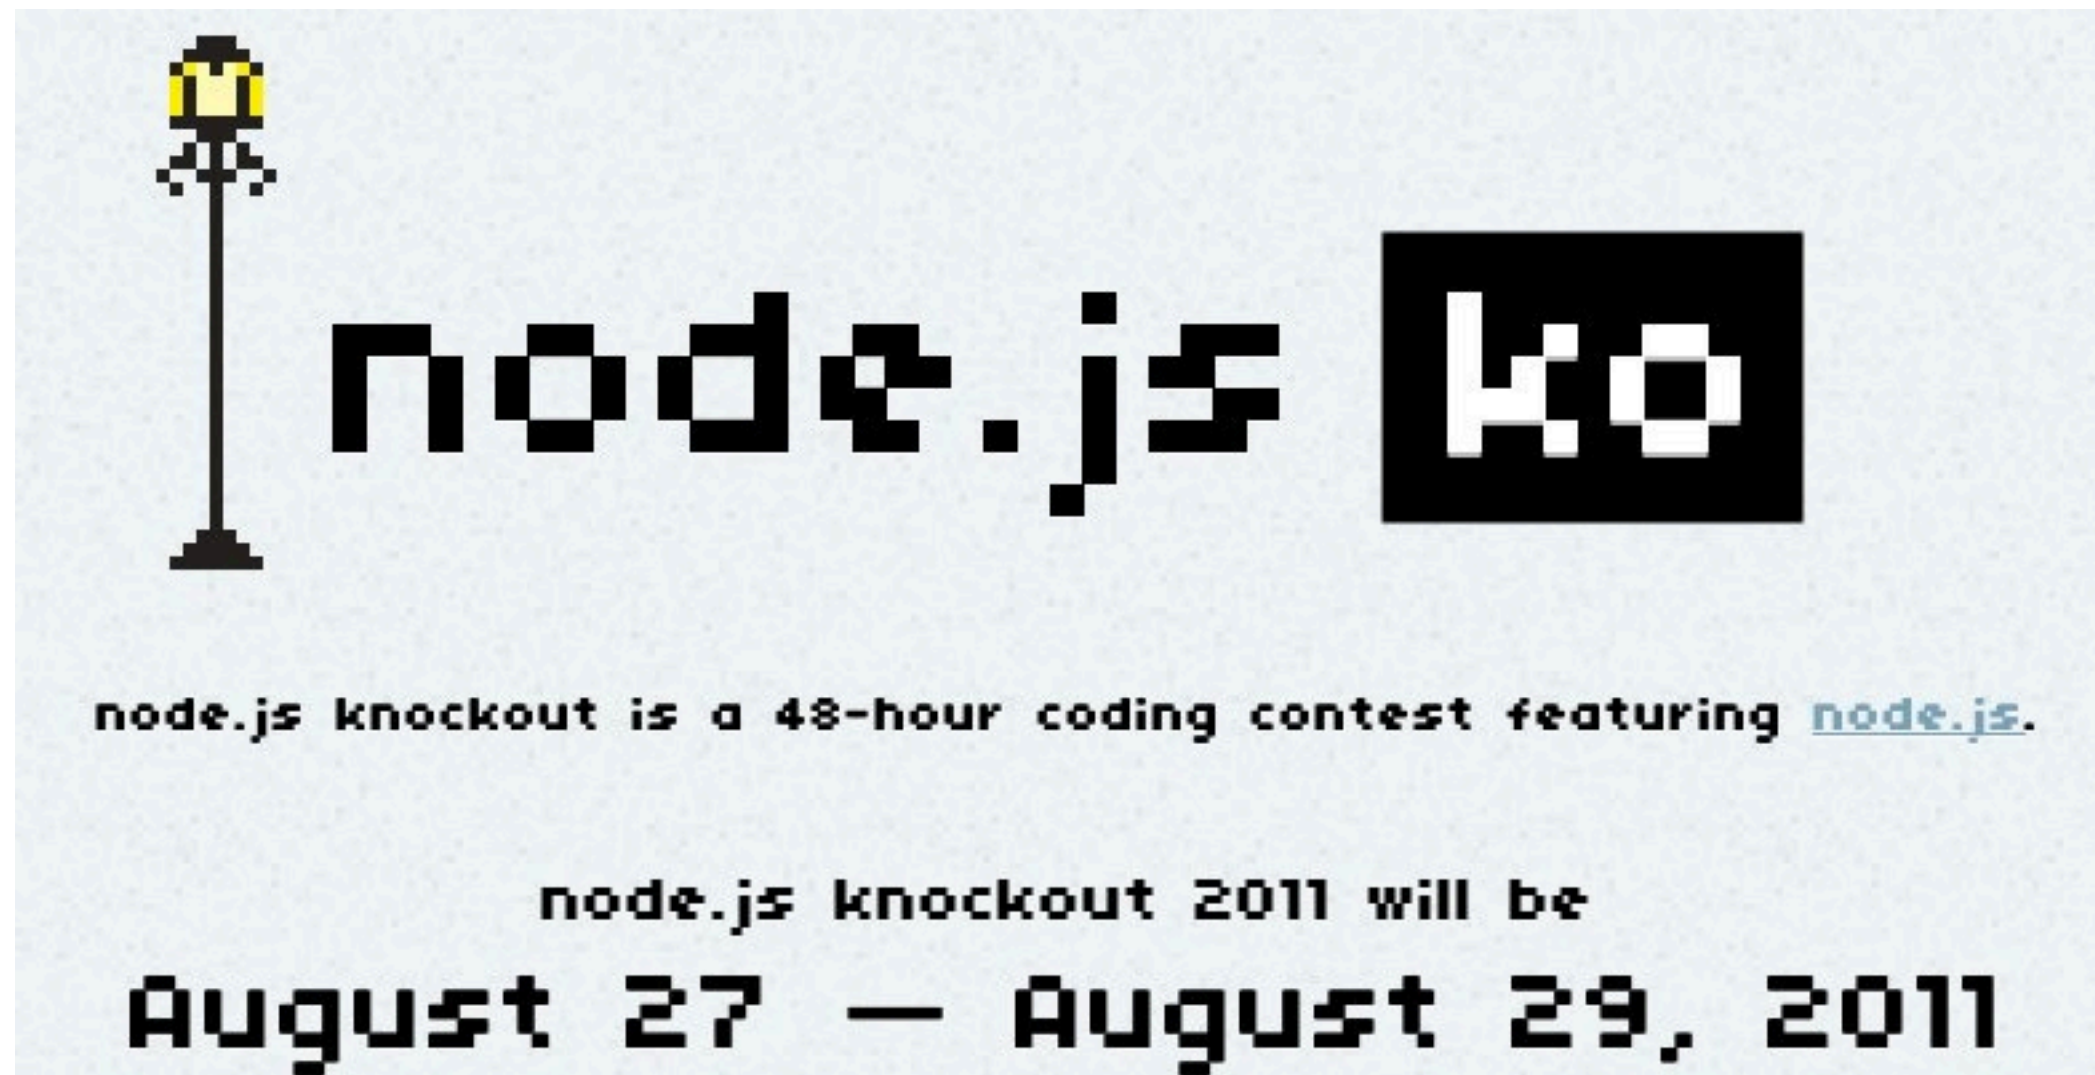 node.js ko
node.js knockout is a 48-hour coding contest featuring node.js.
node.js knockout 2011 will be
August 27 — August 29, 2011